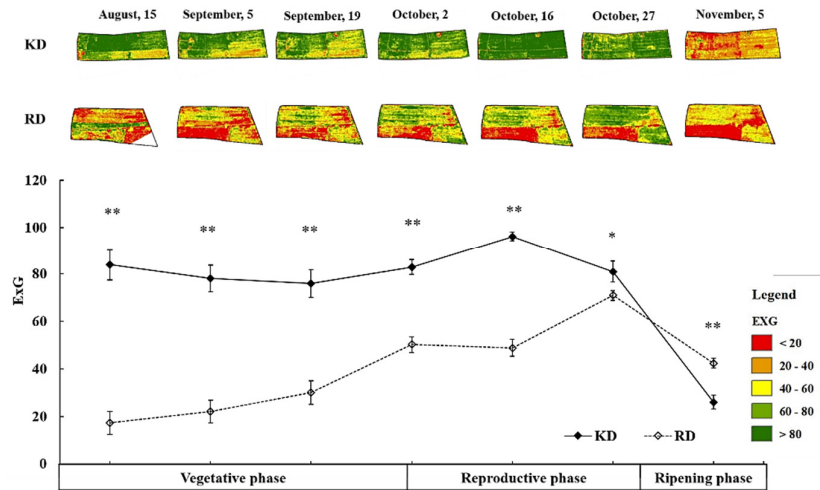 August, 15 September, 5 September, 19 October, 2 October, 16 October, 27 November, 5
KD
RD
120
100
80
60
40
20
0
ExG
** ** ** ** ** * **
KD RD
Legend
EXG
< 20
20 - 40
40 - 60
60 - 80
> 80
Vegetative phase Reproductive phase Ripening phase